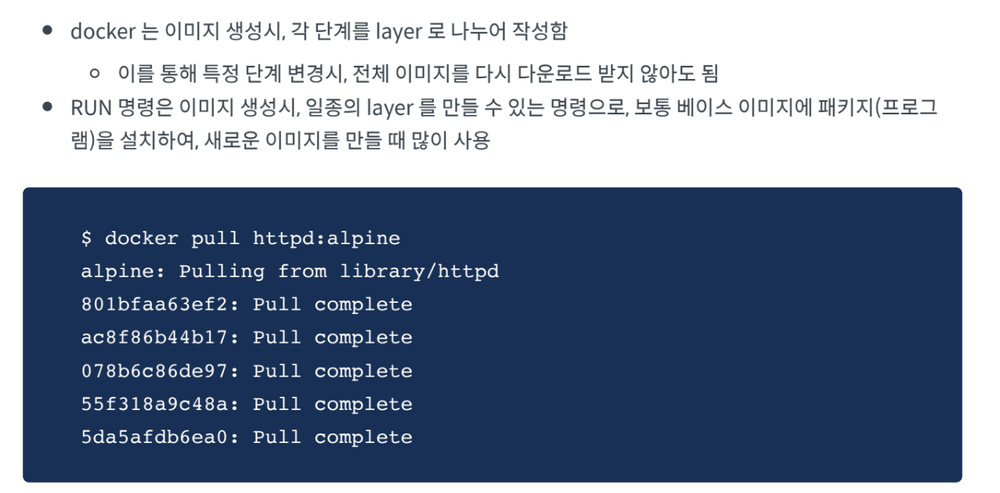 docker 는 이미지 생성시, 각 단계를 layer 로 나누어 작성함
이를 통해 특정 단계 변경시, 전체 이미지를 다시 다운로드 받지 않아도 됨
RUN 명령은 이미지 생성시, 일종의 layer 를 만들 수 있는 명령으로, 보통 베이스 이미지에 패키지(프로그
램)을 설치하여, 새로운 이미지를 만들 때 많이 사용
$ docker pull httpd:alpine
alpine: Pulling from library/httpd
801bfaa63ef2: Pull complete
ac8f86b44b17: Pull complete
078b6c86de97: Pull complete
55f318a9c48a: Pull complete
5da5afdb6ea0: Pull complete